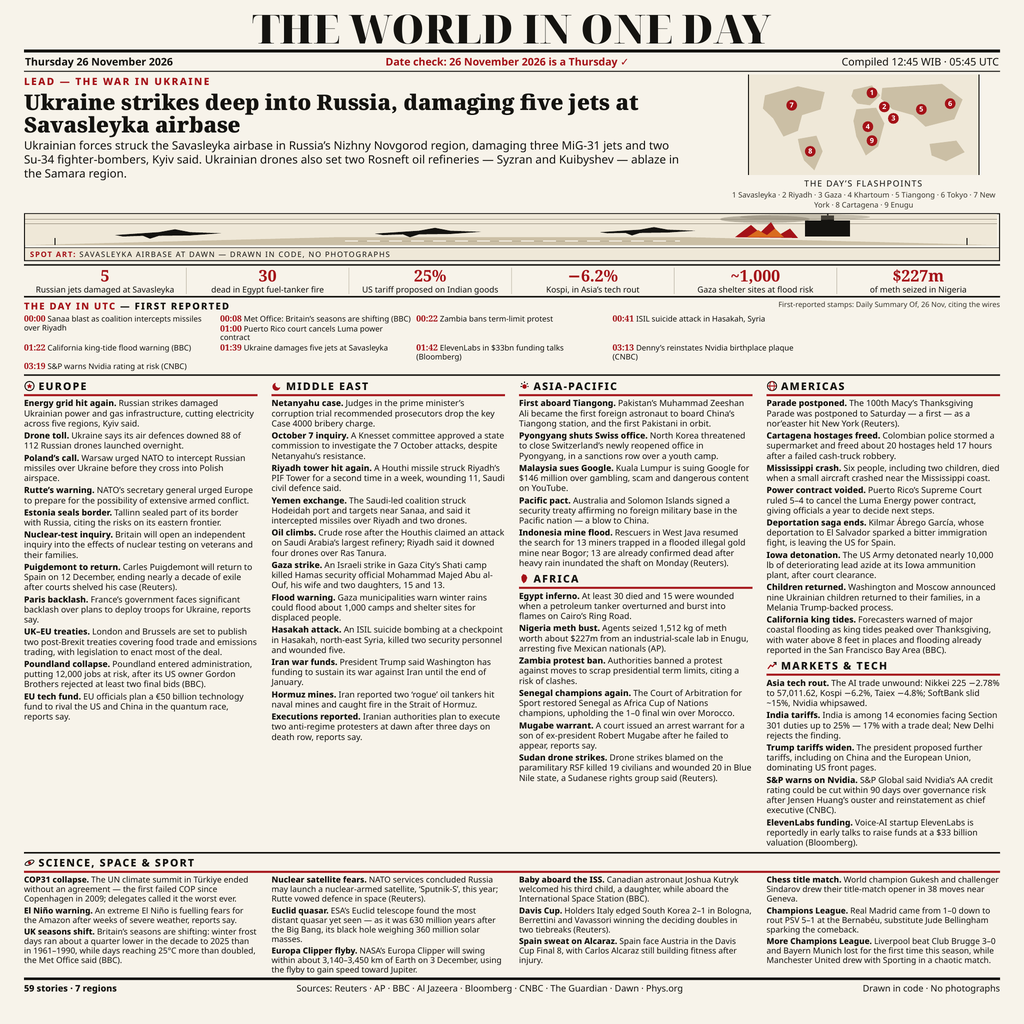 THE WORLD IN ONE DAY
Thursday 26 November 2026
Date check: 26 November 2026 is a Thursday ✓
Compiled 12:45 WIB · 05:45 UTC
LEAD — THE WAR IN UKRAINE
Ukraine strikes deep into Russia, damaging five jets at
Savasleyka airbase
Ukrainian forces struck the Savasleyka airbase in Russia's Nizhny Novgorod region, damaging three MiG-31 jets and two
Su-34 fighter-bombers, Kyiv said. Ukrainian drones also set two Rosneft oil refineries — Syzran and Kuibyshev — ablaze in
the Samara region.
1
2
3
4
5
6
7
8
9
THE DAY'S FLASHPOINTS
1 Savasleyka · 2 Riyadh · 3 Gaza · 4 Khartoum · 5 Tiangong · 6 Tokyo · 7 New
York · 8 Cartagena · 9 Enugu
SPOT ART: SAVASLEYKA AIRBASE AT DAWN — DRAWN IN CODE, NO PHOTOGRAPHS
5
Russian jets damaged at Savasleyka
30
dead in Egypt fuel-tanker fire
25%
US tariff proposed on Indian goods
−6.2%
Kospi, in Asia's tech rout
~1,000
Gaza shelter sites at flood risk
$227m
of meth seized in Nigeria
THE DAY IN UTC — FIRST REPORTED
First-reported stamps: Daily Summary Of, 26 Nov, citing the wires
00:00 Sanaa blast as coalition intercepts missiles
over Riyadh
00:08 Met Office: Britain's seasons are shifting (BBC)
01:00 Puerto Rico court cancels Luma power
contract
00:22 Zambia bans term-limit protest
00:41 ISIL suicide attack in Hasakah, Syria
01:22 California king-tide flood warning (BBC)
01:39 Ukraine damages five jets at Savasleyka
01:42 ElevenLabs in $33bn funding talks
(Bloomberg)
03:13 Denny's reinstates Nvidia birthplace plaque
(CNBC)
03:19 S&P warns Nvidia rating at risk (CNBC)
EUROPE
Energy grid hit again. Russian strikes damaged
Ukrainian power and gas infrastructure, cutting electricity
across five regions, Kyiv said.
Drone toll. Ukraine says its air defences downed 88 of
112 Russian drones launched overnight.
Poland's call. Warsaw urged NATO to intercept Russian
missiles over Ukraine before they cross into Polish
airspace.
Rutte's warning. NATO's secretary general urged Europe
to prepare for the possibility of extensive armed conflict.
Estonia seals border. Tallinn sealed part of its border
with Russia, citing the risks on its eastern frontier.
Nuclear-test inquiry. Britain will open an independent
inquiry into the effects of nuclear testing on veterans and
their families.
Puigdemont to return. Carles Puigdemont will return to
Spain on 12 December, ending nearly a decade of exile
after courts shelved his case (Reuters).
Paris backlash. France's government faces significant
backlash over plans to deploy troops for Ukraine, reports
say.
UK–EU treaties. London and Brussels are set to publish
two post-Brexit treaties covering food trade and emissions
trading, with legislation to enact most of the deal.
Poundland collapse. Poundland entered administration,
putting 12,000 jobs at risk, after its US owner Gordon
Brothers rejected at least two final bids (BBC).
EU tech fund. EU officials plan a €50 billion technology
fund to rival the US and China in the quantum race,
reports say.
MIDDLE EAST
Netanyahu case. Judges in the prime minister's
corruption trial recommended prosecutors drop the key
Case 4000 bribery charge.
October 7 inquiry. A Knesset committee approved a state
commission to investigate the 7 October attacks, despite
Netanyahu's resistance.
Riyadh tower hit again. A Houthi missile struck Riyadh's
PIF Tower for a second time in a week, wounding 11, Saudi
civil defence said.
Yemen exchange. The Saudi-led coalition struck
Hodeidah port and targets near Sanaa, and said it
intercepted missiles over Riyadh and two drones.
Oil climbs. Crude rose after the Houthis claimed an attack
on Saudi Arabia's largest refinery; Riyadh said it downed
four drones over Ras Tanura.
Gaza strike. An Israeli strike in Gaza City's Shati camp
killed Hamas security official Mohammad Majed Abu al-
Ouf, his wife and two daughters, 15 and 13.
Flood warning. Gaza municipalities warn winter rains
could flood about 1,000 camps and shelter sites for
displaced people.
Hasakah attack. An ISIL suicide bombing at a checkpoint
in Hasakah, north-east Syria, killed two security personnel
and wounded five.
Iran war funds. President Trump said Washington has
funding to sustain its war against Iran until the end of
January.
Hormuz mines. Iran reported two 'rogue' oil tankers hit
naval mines and caught fire in the Strait of Hormuz.
Executions reported. Iranian authorities plan to execute
two anti-regime protesters at dawn after three days on
death row, reports say.
ASIA-PACIFIC
First aboard Tiangong. Pakistan's Muhammad Zeeshan
Ali became the first foreign astronaut to board China's
Tiangong station, and the first Pakistani in orbit.
Pyongyang shuts Swiss office. North Korea threatened
to close Switzerland's newly reopened office in
Pyongyang, in a sanctions row over a youth camp.
Malaysia sues Google. Kuala Lumpur is suing Google for
$146 million over gambling, scam and dangerous content
on YouTube.
Pacific pact. Australia and Solomon Islands signed a
security treaty affirming no foreign military base in the
Pacific nation — a blow to China.
Indonesia mine flood. Rescuers in West Java resumed
the search for 13 miners trapped in a flooded illegal gold
mine near Bogor; 13 are already confirmed dead after
heavy rain inundated the shaft on Monday (Reuters).
AFRICA
Egypt inferno. At least 30 died and 15 were wounded
when a petroleum tanker overturned and burst into
flames on Cairo's Ring Road.
Nigeria meth bust. Agents seized 1,512 kg of meth
worth about $227m from an industrial-scale lab in Enugu,
arresting five Mexican nationals (AP).
Zambia protest ban. Authorities banned a protest
against moves to scrap presidential term limits, citing a
risk of clashes.
Senegal champions again. The Court of Arbitration for
Sport restored Senegal as Africa Cup of Nations
champions, upholding the 1–0 final win over Morocco.
Mugabe warrant. A court issued an arrest warrant for a
son of ex-president Robert Mugabe after he failed to
appear, reports say.
Sudan drone strikes. Drone strikes blamed on the
paramilitary RSF killed 19 civilians and wounded 20 in Blue
Nile state, a Sudanese rights group said (Reuters).
AMERICAS
Parade postponed. The 100th Macy's Thanksgiving
Parade was postponed to Saturday — a first — as a
nor'easter hit New York (Reuters).
Cartagena hostages freed. Colombian police stormed a
supermarket and freed about 20 hostages held 17 hours
after a failed cash-truck robbery.
Mississippi crash. Six people, including two children, died
when a small aircraft crashed near the Mississippi coast.
Power contract voided. Puerto Rico's Supreme Court
ruled 5–4 to cancel the Luma Energy power contract,
giving officials a year to decide next steps.
Deportation saga ends. Kilmar Ábrego García, whose
deportation to El Salvador sparked a bitter immigration
fight, is leaving the US for Spain.
Iowa detonation. The US Army detonated nearly 10,000
lb of deteriorating lead azide at its Iowa ammunition
plant, after court clearance.
Children returned. Washington and Moscow announced
nine Ukrainian children returned to their families, in a
Melania Trump-backed process.
California king tides. Forecasters warned of major
coastal flooding as king tides peaked over Thanksgiving,
with water above 8 feet in places and flooding already
reported in the San Francisco Bay Area (BBC).
MARKETS & TECH
Asia tech rout. The AI trade unwound: Nikkei 225 −2.78%
to 57,011.62, Kospi −6.2%, Taiex −4.8%; SoftBank slid
~15%, Nvidia whipsawed.
India tariffs. India is among 14 economies facing Section
301 duties up to 25% — 17% with a trade deal; New Delhi
rejects the finding.
Trump tariffs widen. The president proposed further
tariffs, including on China and the European Union,
dominating US front pages.
S&P warns on Nvidia. S&P Global said Nvidia's AA credit
rating could be cut within 90 days over governance risk
after Jensen Huang's ouster and reinstatement as chief
executive (CNBC).
ElevenLabs funding. Voice-AI startup ElevenLabs is
reportedly in early talks to raise funds at a $33 billion
valuation (Bloomberg).
SCIENCE, SPACE & SPORT
COP31 collapse. The UN climate summit in Türkiye ended
without an agreement — the first failed COP since
Copenhagen in 2009; delegates called it the worst ever.
El Niño warning. An extreme El Niño is fuelling fears for
the Amazon after weeks of severe weather, reports say.
UK seasons shift. Britain's seasons are shifting: winter frost
days ran about a quarter lower in the decade to 2025 than
in 1961–1990, while days reaching 25°C more than doubled,
the Met Office said (BBC).
Nuclear satellite fears. NATO services concluded Russia
may launch a nuclear-armed satellite, 'Sputnik-S', this year;
Rutte vowed defence in space (Reuters).
Euclid quasar. ESA's Euclid telescope found the most
distant quasar yet seen — as it was 630 million years after
the Big Bang, its black hole weighing 360 million solar
masses.
Europa Clipper flyby. NASA's Europa Clipper will swing
within about 3,140–3,450 km of Earth on 3 December, using
the flyby to gain speed toward Jupiter.
Baby aboard the ISS. Canadian astronaut Joshua Kutryk
welcomed his third child, a daughter, while aboard the
International Space Station (BBC).
Davis Cup. Holders Italy edged South Korea 2–1 in Bologna,
Berrettini and Vavassori winning the deciding doubles in
two tiebreaks (Reuters).
Spain sweat on Alcaraz. Spain face Austria in the Davis
Cup Final 8, with Carlos Alcaraz still building fitness after
injury.
Chess title match. World champion Gukesh and challenger
Sindarov drew their title-match opener in 38 moves near
Geneva.
Champions League. Real Madrid came from 1–0 down to
rout PSV 5–1 at the Bernabéu, substitute Jude Bellingham
sparking the comeback.
More Champions League. Liverpool beat Club Brugge 3–0
and Bayern Munich lost for the first time this season, while
Manchester United drew with Sporting in a chaotic match.
59 stories · 7 regions
Sources: Reuters · AP · BBC · Al Jazeera · Bloomberg · CNBC · The Guardian · Dawn · Phys.org
Drawn in code · No photographs